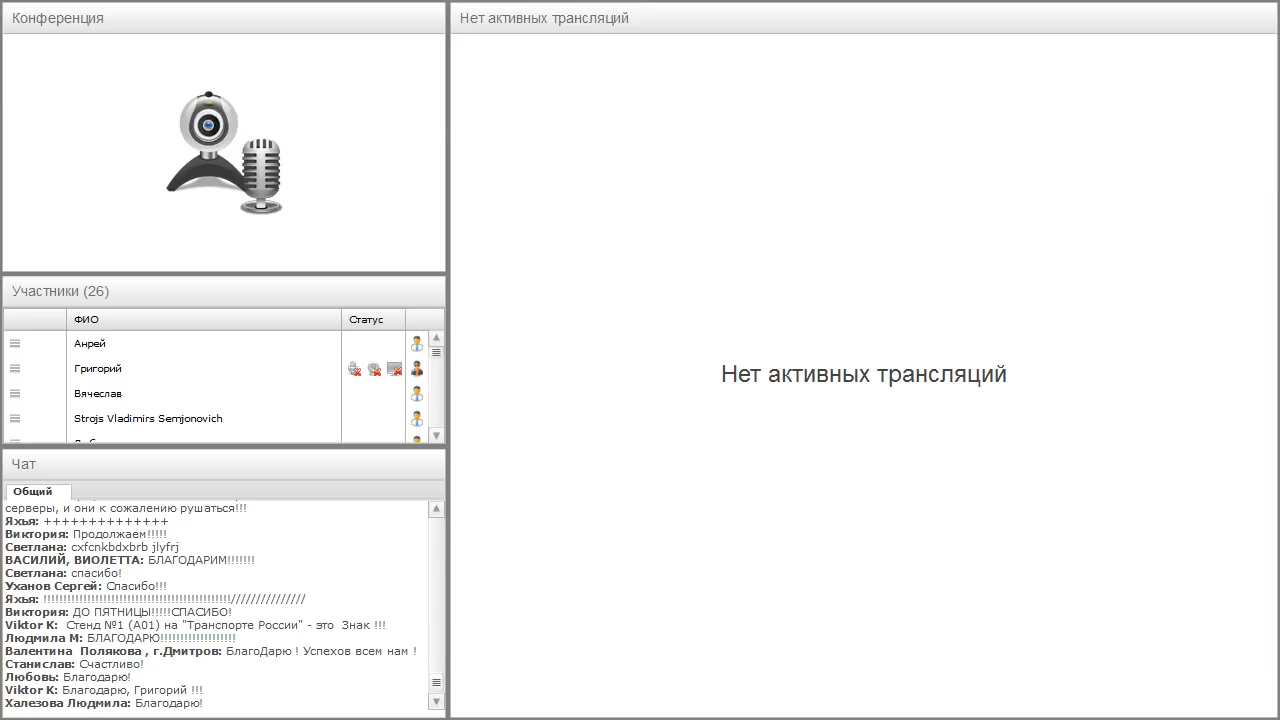 Конференция
Нет активных трансляций
Участники (26)
ФИО
Статус
Анрей
Григорий
Вячеслав
Strojs Vladimirs Semjonovich
Нет активных трансляций
Чат
Общий
серверы, и они к сожалению рушаться!!!
Яхья: ++++++++++++++
Виктория: Продолжаем!!!!!
Светлана: cxfcnkbdxbrb jlyfrj
ВАСИЛИЙ, ВИОЛЕТТА: БЛАГОДАРИМ!!!!!!!
Светлана: спасибо!
Уханов Сергей: Спасибо!!!
Яхья: !!!!!!!!!!!!!!!!!!!!!!!!!!!!!!!!!!!!!!!!!!!!!!!///////////////
Виктория: ДО ПЯТНИЦЫ!!!!!СПАСИБО!
Viktor K:  Стенд №1 (А01) на "Транспорте России" - это  Знак !!!
Людмила М: БЛАГОДАРЮ!!!!!!!!!!!!!!!!!!!
Валентина  Полякова , г.Дмитров: БлагоДарю ! Успехов всем нам !
Станислав: Счастливо!
Любовь: Благодарю!
Viktor K: Благодарю, Григорий !!!
Халезова Людмила: Благодарю!